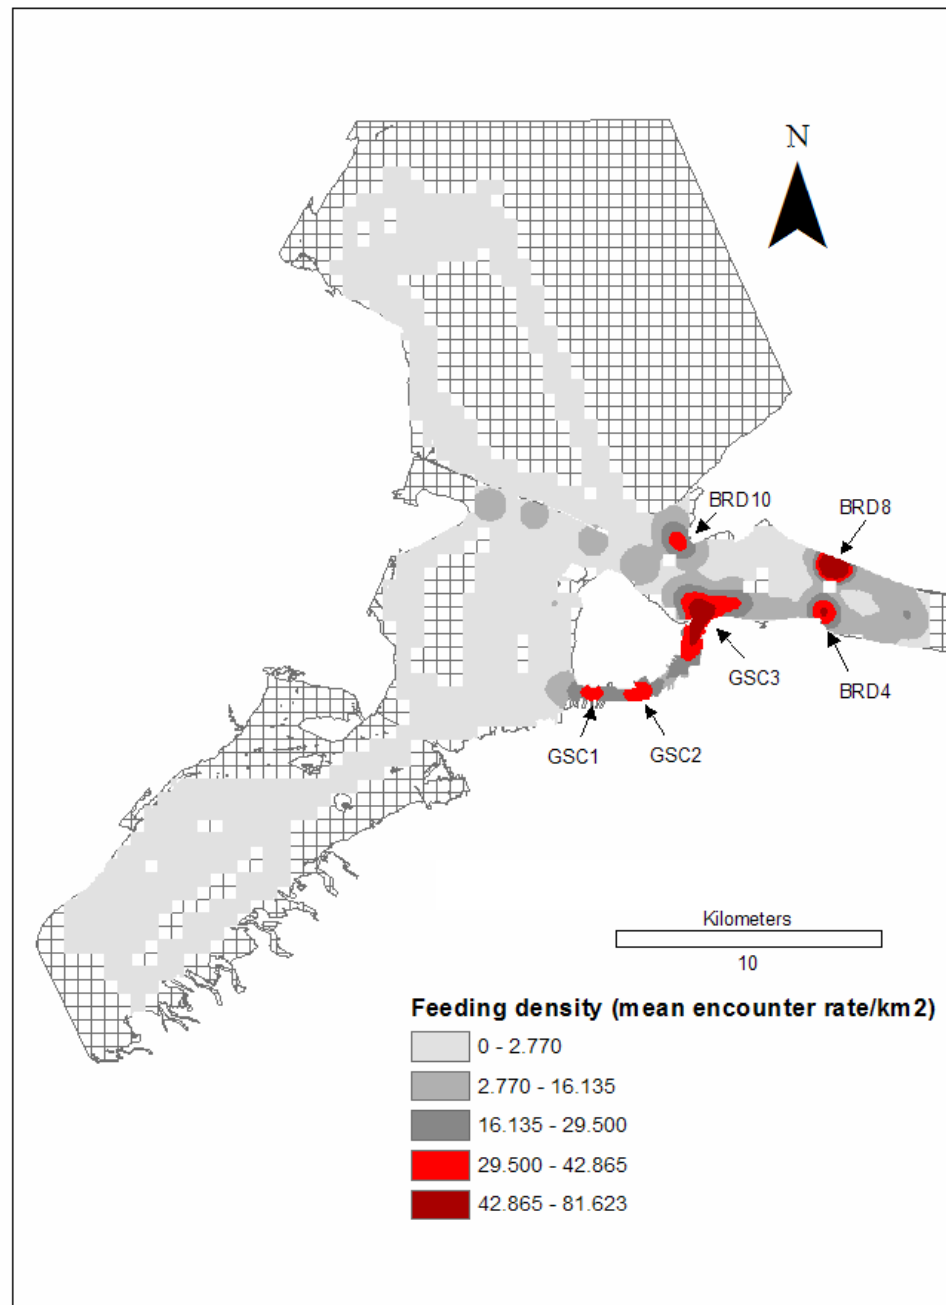 N
BRD10
BRD8
GSC3
BRD4
GSC1
GSC2
Kilometers
10
Feeding density (mean encounter rate/km2)
0 - 2.770
2.770 - 16.135
16.135 - 29.500
29.500 - 42.865
42.865 - 81.623